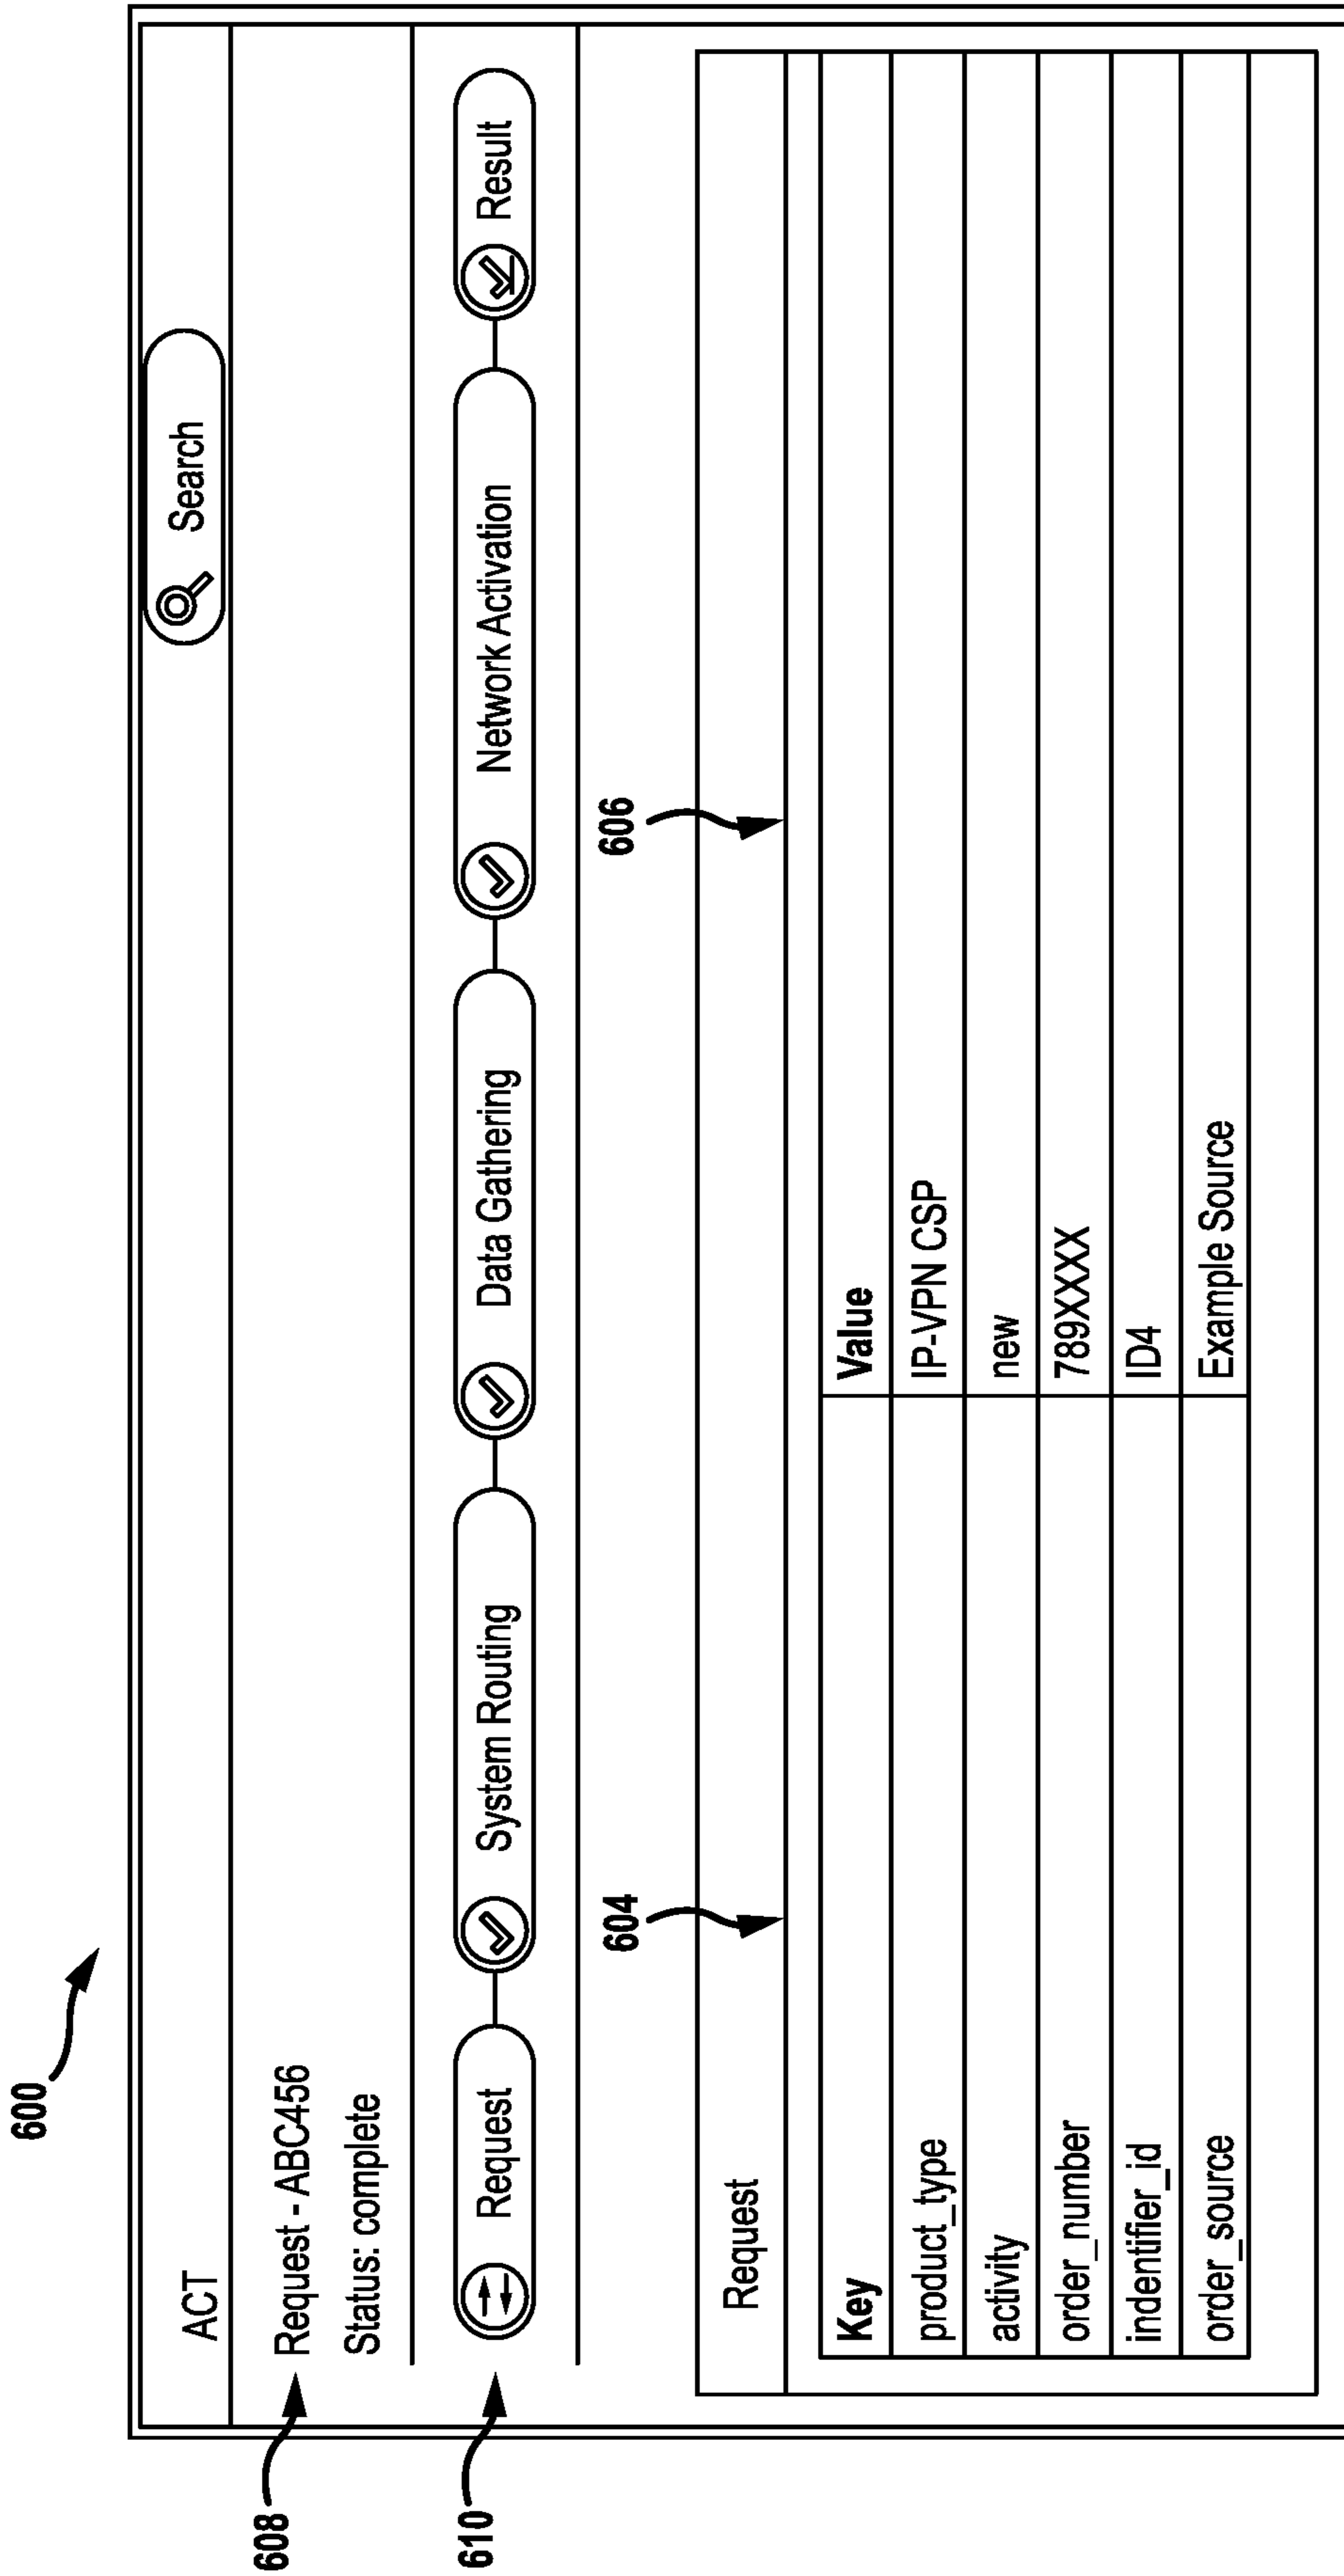 600
ACT
Search
608
Request - ABC456
Status: complete
610
Request
System Routing
Data Gathering
Network Activation
Result
604
606
Request
Key Value
product_type IP-VPN CSP
activity new
order_number 789XXXX
indentifier_id ID4
order_source Example Source